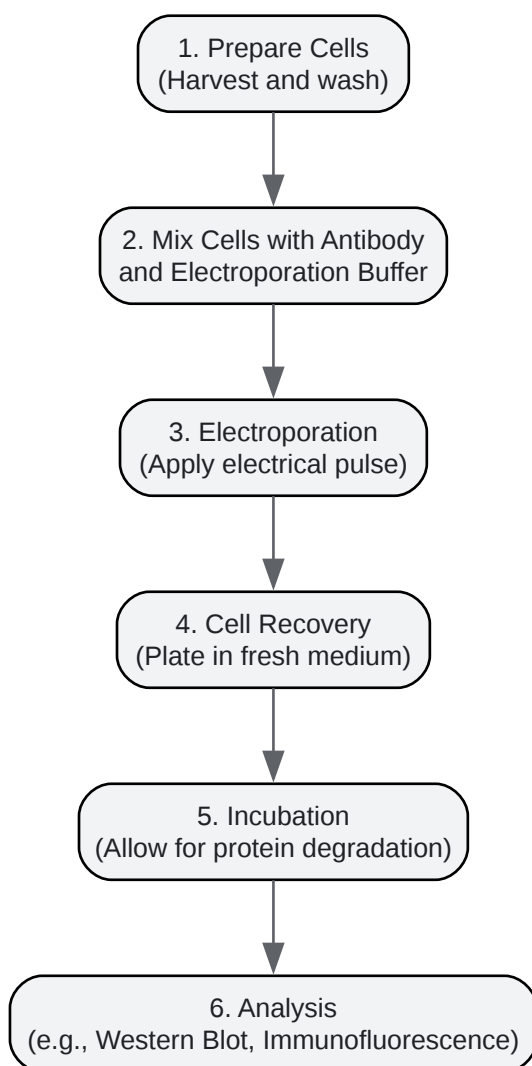 1. Prepare Cells
(Harvest and wash)
2. Mix Cells with Antibody
and Electroporation Buffer
3. Electroporation
(Apply electrical pulse)
4. Cell Recovery
(Plate in fresh medium)
5. Incubation
(Allow for protein degradation)
6. Analysis
(e.g., Western Blot, Immunofluorescence)